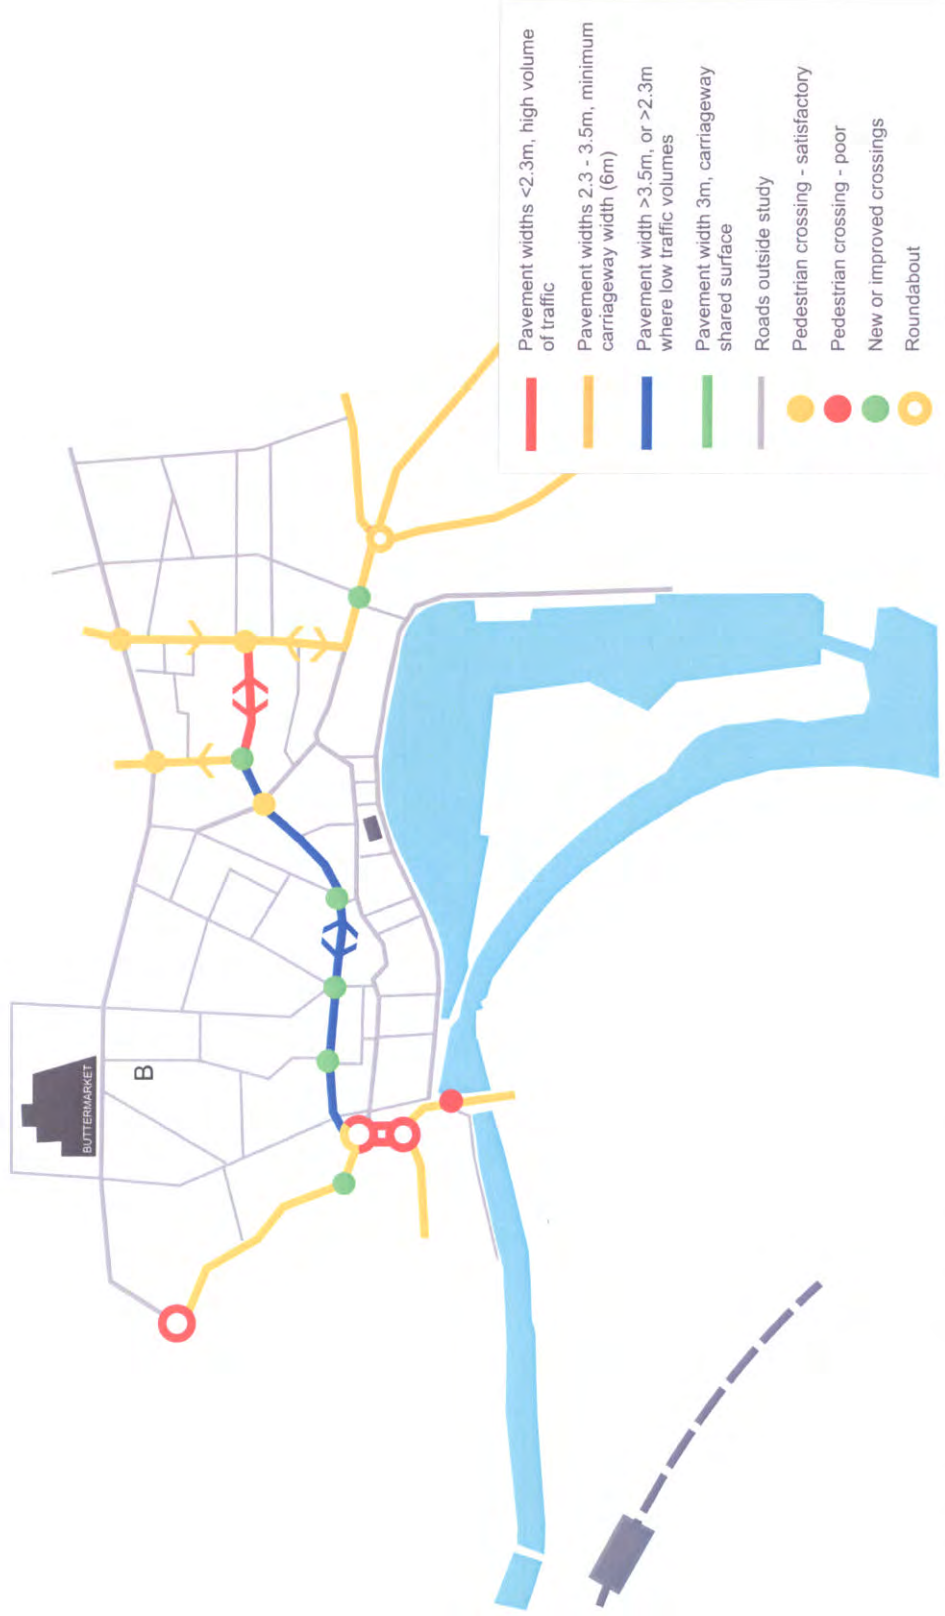 BUTTERMARKET
B
Pavement widths <2.3m, high volume
of traffic
Pavement widths 2.3 - 3.5m, minimum
carriageway width (6m)
Pavement width >3.5m, or >2.3m
where low traffic volumes
Pavement width 3m, carriageway
shared surface
Roads outside study
Pedestrian crossing - satisfactory
Pedestrian crossing - poor
New or improved crossings
Roundabout